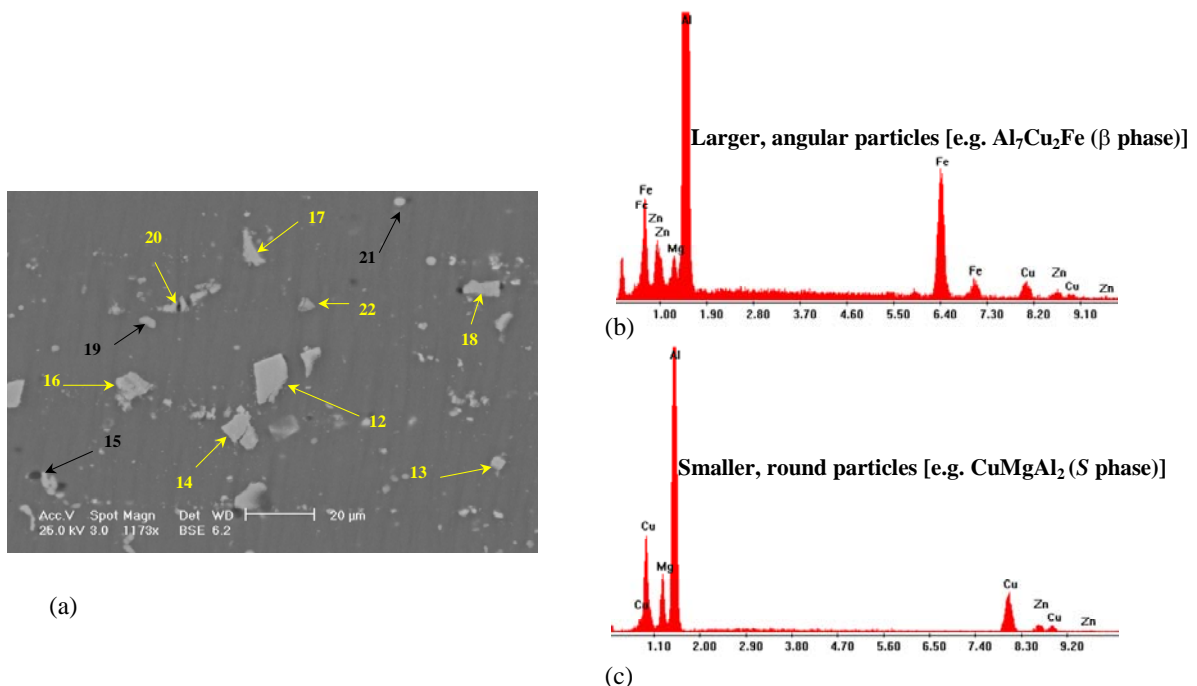 17
20
21
22
18
19
16
12
15
13
14
Acc.V Spot Magn Det WD 20 µm
25.0 kV 3.0 1173x BSE 6.2
(a)
Al
Larger, angular particles [e.g. Al₇Cu₂Fe (β phase)]
Fe
Fe
Fe
Zn
Zn
Mg
Fe
Cu
Zn
Cu
Zn
1.00 1.90 2.80 3.70 4.60 5.50 6.40 7.30 8.20 9.10
(b)
Al
Smaller, round particles [e.g. CuMgAl₂ (S phase)]
Cu
Mg
Cu
Cu
Zn
Cu
Zn
1.10 2.00 2.90 3.80 4.70 5.60 6.50 7.40 8.30 9.20
(c)